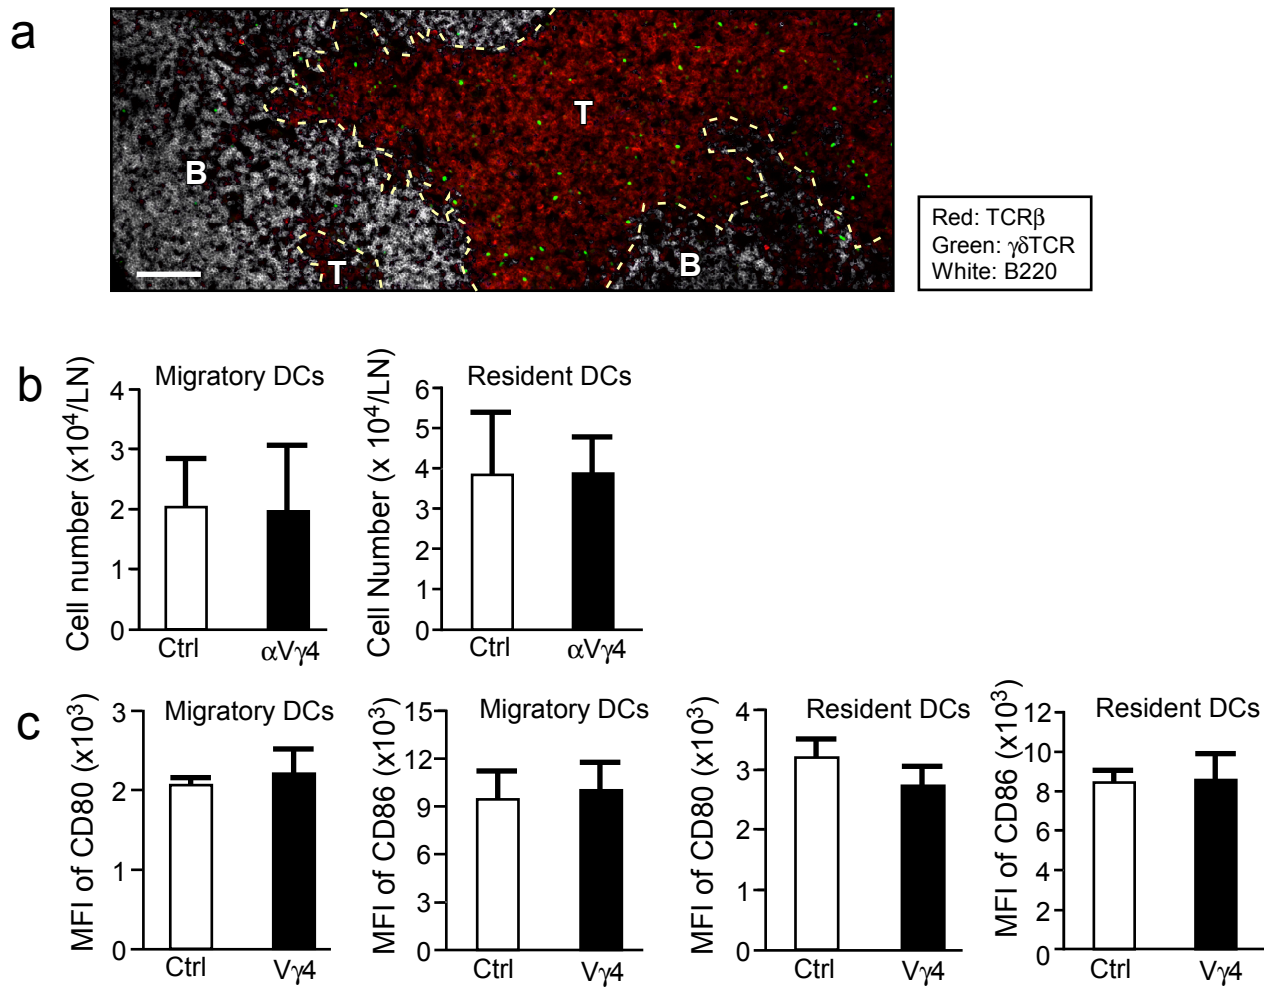 a
T
B
T
B
Red: TCRβ
Green: γδTCR
White: B220
b
Migratory DCs
Cell number (x10⁴/LN)
4
3
2
1
0
Ctrl
αVγ4
Resident DCs
Cell Number (x 10⁴/LN)
6
5
4
3
2
1
0
Ctrl
αVγ4
c
Migratory DCs
MFI of CD80 (x10³)
3
2
1
0
Ctrl
Vγ4
Migratory DCs
MFI of CD86 (x10³)
15
12
9
6
3
0
Ctrl
Vγ4
Resident DCs
MFI of CD80 (x10³)
4
3
2
1
0
Ctrl
Vγ4
Resident DCs
MFI of CD86 (x10³)
12
10
8
6
4
2
0
Ctrl
Vγ4